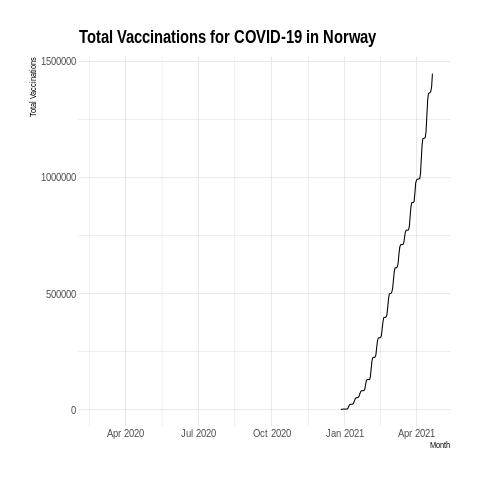 Total Vaccinations for COVID-19 in Norway
Total Vaccinations
1500000
1000000
500000
0
Apr 2020 Jul 2020 Oct 2020 Jan 2021 Apr 2021
Month